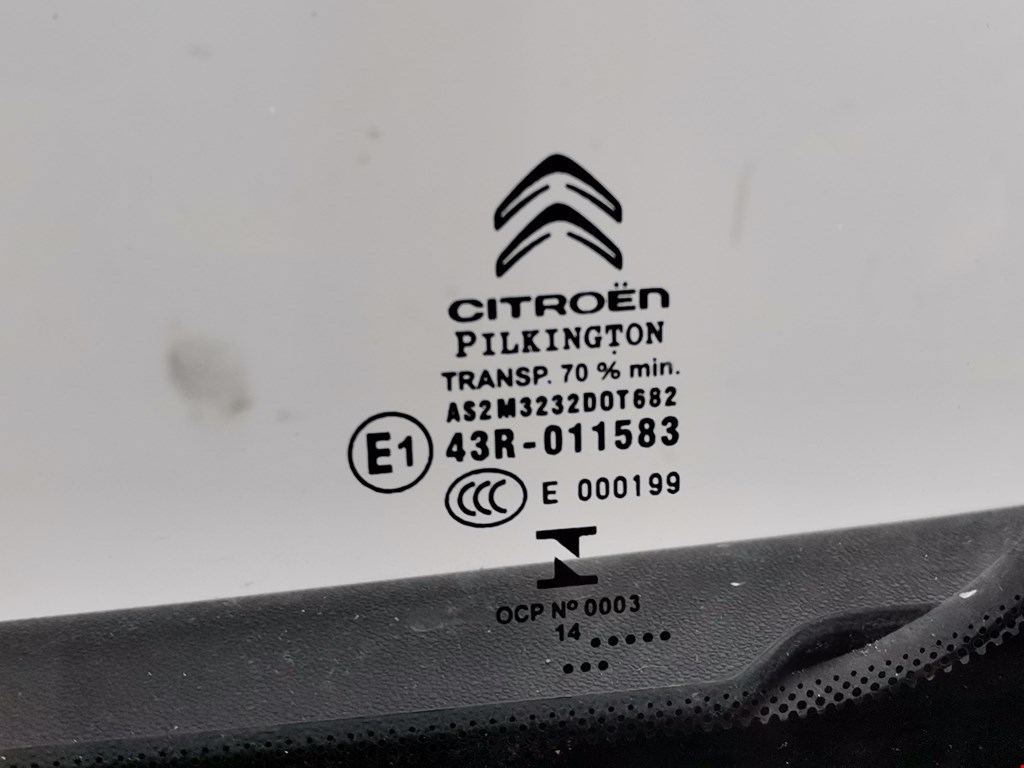 CITROËN
PILKINGTON
TRANSP. 70 % min.
AS2M3232DOT682
E1 43R-011583
CCC E 000199
OCP Nº 0003
14